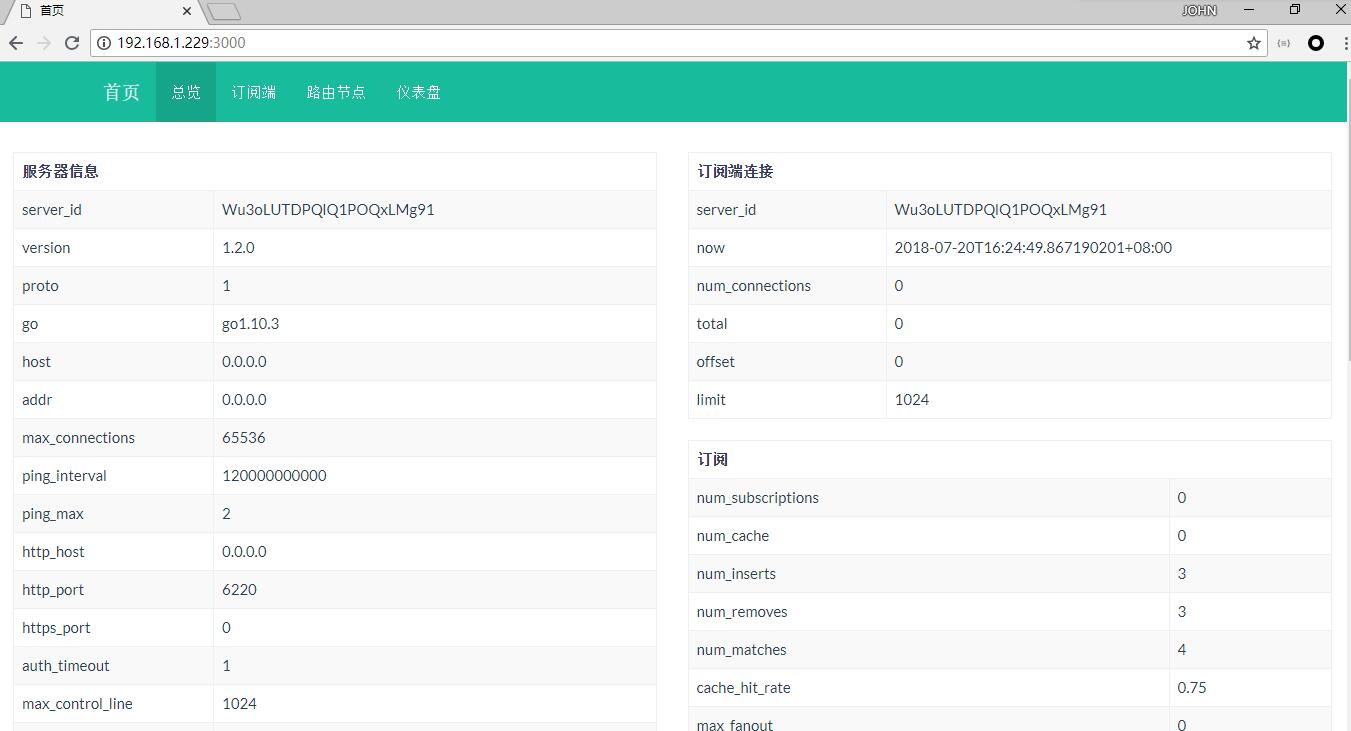 首页
JOHN
192.168.1.229:3000
首页 总览 订阅端 路由节点 仪表盘
服务器信息
server_id Wu3oLUTDPQIQ1POQxLMg91
version 1.2.0
proto 1
go go1.10.3
host 0.0.0.0
addr 0.0.0.0
max_connections 65536
ping_interval 120000000000
ping_max 2
http_host 0.0.0.0
http_port 6220
https_port 0
auth_timeout 1
max_control_line 1024
订阅端连接
server_id Wu3oLUTDPQIQ1POQxLMg91
now 2018-07-20T16:24:49.867190201+08:00
num_connections 0
total 0
offset 0
limit 1024
订阅
num_subscriptions 0
num_cache 0
num_inserts 3
num_removes 3
num_matches 4
cache_hit_rate 0.75
max_fanout 0